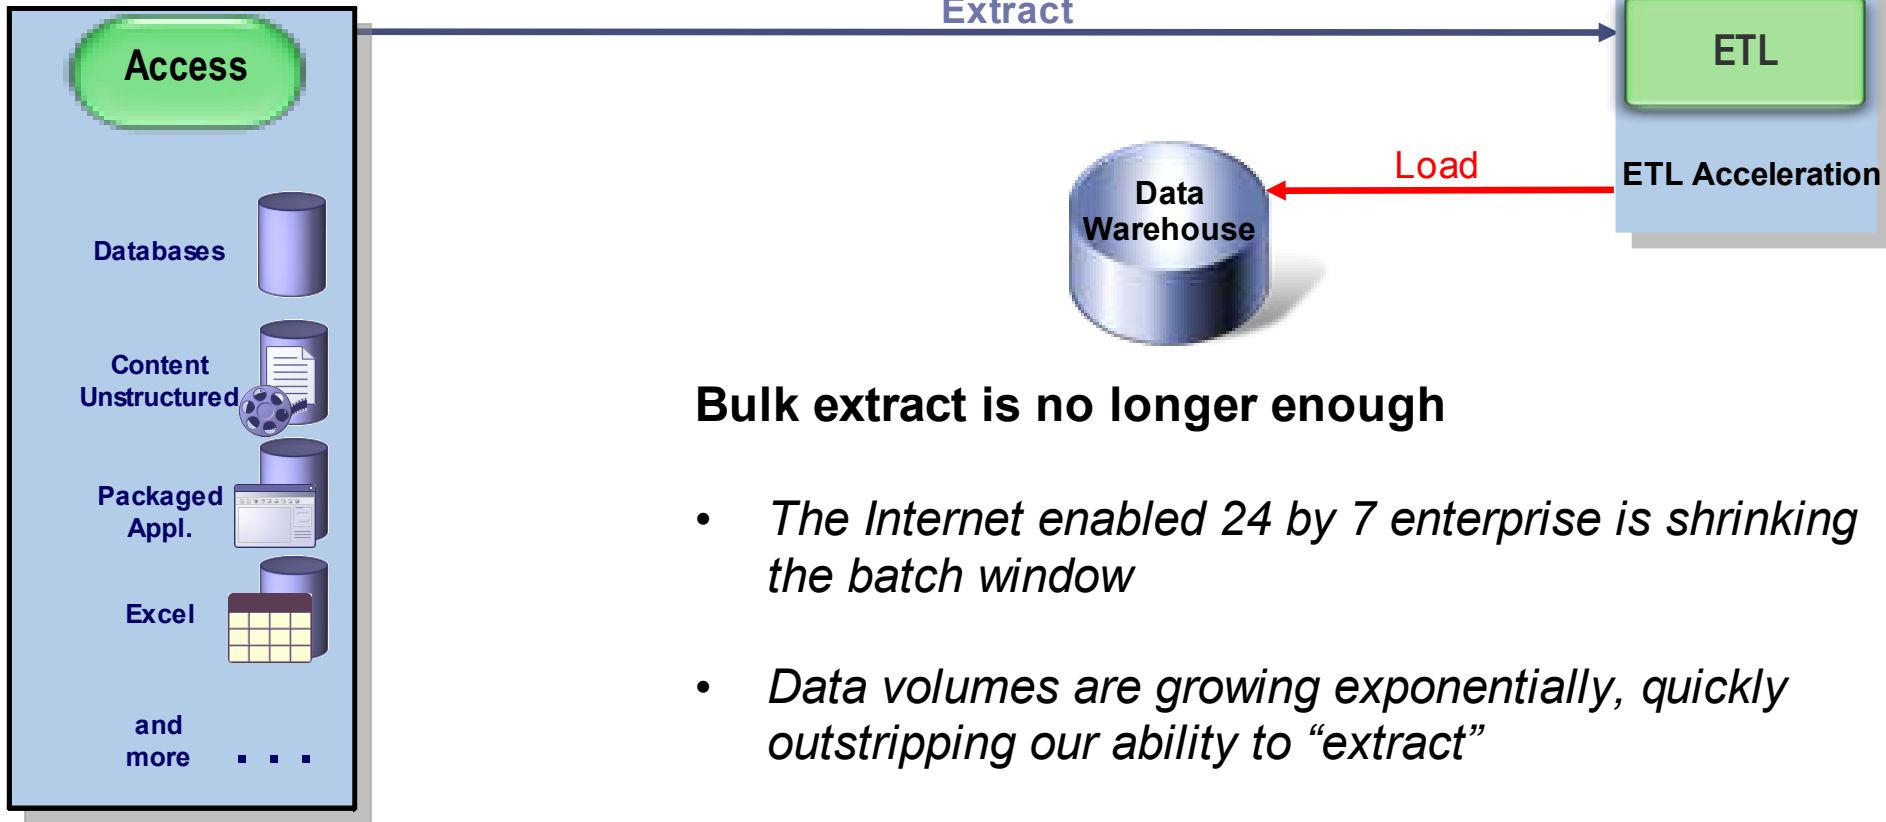 Extract
Access
ETL
ETL Acceleration
Load
Data
Warehouse
Databases
Content
Unstructured
Packaged
Appl.
Excel
and
more . . .
Bulk extract is no longer enough
• The Internet enabled 24 by 7 enterprise is shrinking
the batch window
• Data volumes are growing exponentially, quickly
outstripping our ability to “extract”